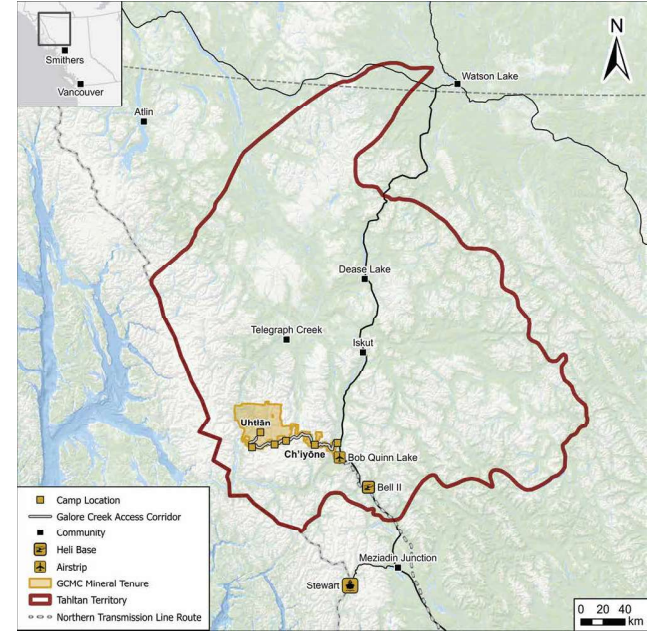 Smithers
Vancouver
N
Watson Lake
Atlin
Dease Lake
Telegraph Creek
Iskut
Uhtlān
Ch'iyōne
Bob Quinn Lake
Bell II
Meziadin Junction
Stewart
Camp Location
Galore Creek Access Corridor
Community
Heli Base
Airstrip
GCMC Mineral Tenure
Tahltan Territory
Northern Transmission Line Route
0 20 40
km